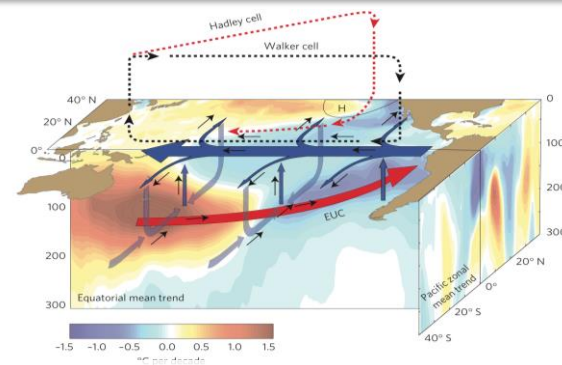 Hadley cell
Walker cell
40° N
20° N
0°
H
0
100
200
300
EUC
0
100
200
300
Equatorial mean trend
Pacific zonal
mean trend
20° N
0°
20° S
40° S
-1.5 -1.0 -0.5 0.0 0.5 1.0 1.5
°C per decade